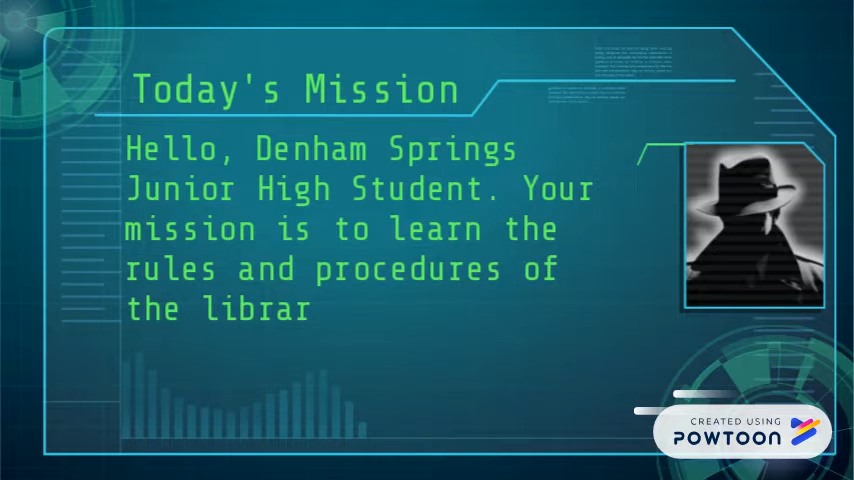 Today's Mission
Hello, Denham Springs
Junior High Student. Your
mission is to learn the
rules and procedures of
the librar
CREATED USING
POWTOON